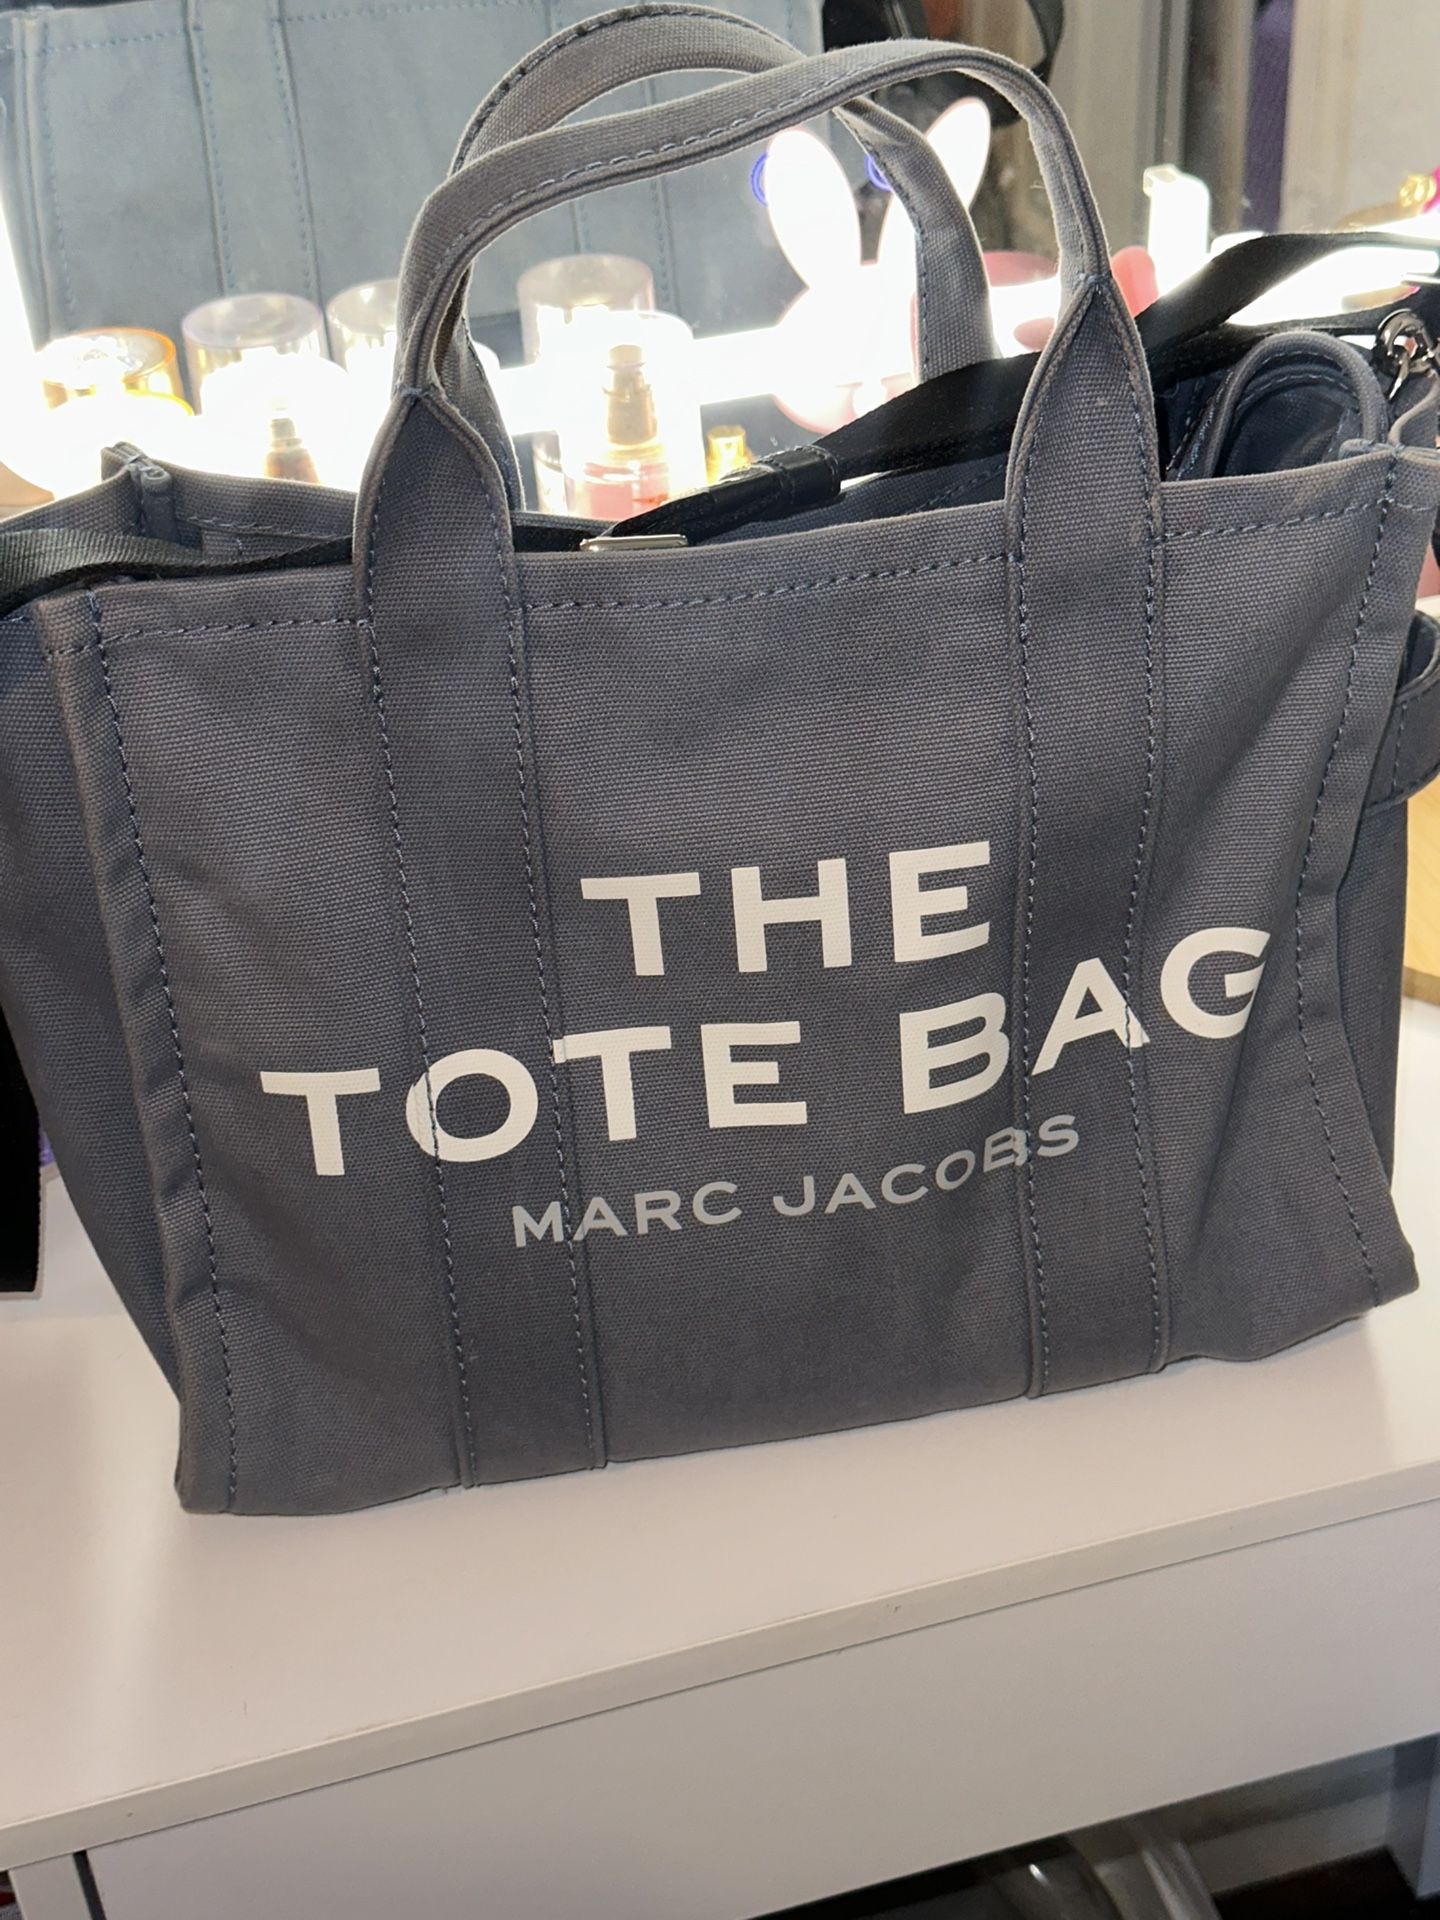 THE
TOTE BAG
MARC JACOBS